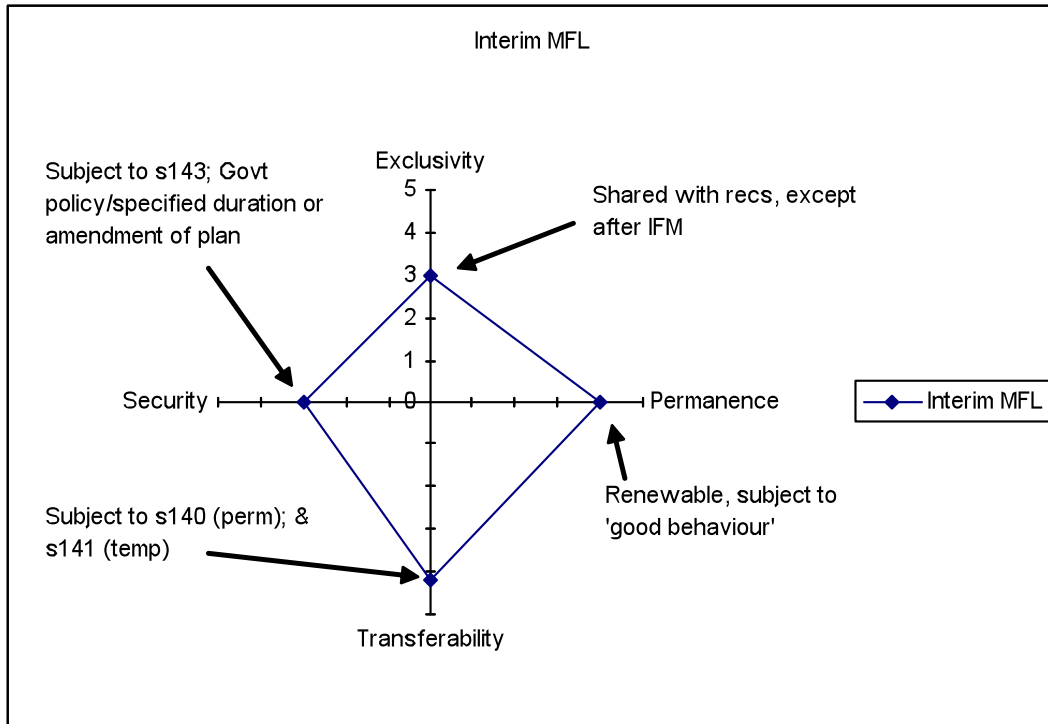 Interim MFL
Subject to s143; Govt
policy/specified duration or
amendment of plan
Exclusivity
Shared with recs, except
after IFM
5
4
3
2
1
0
Security
Permanence
Interim MFL
Renewable, subject to
'good behaviour'
Subject to s140 (perm); &
s141 (temp)
Transferability